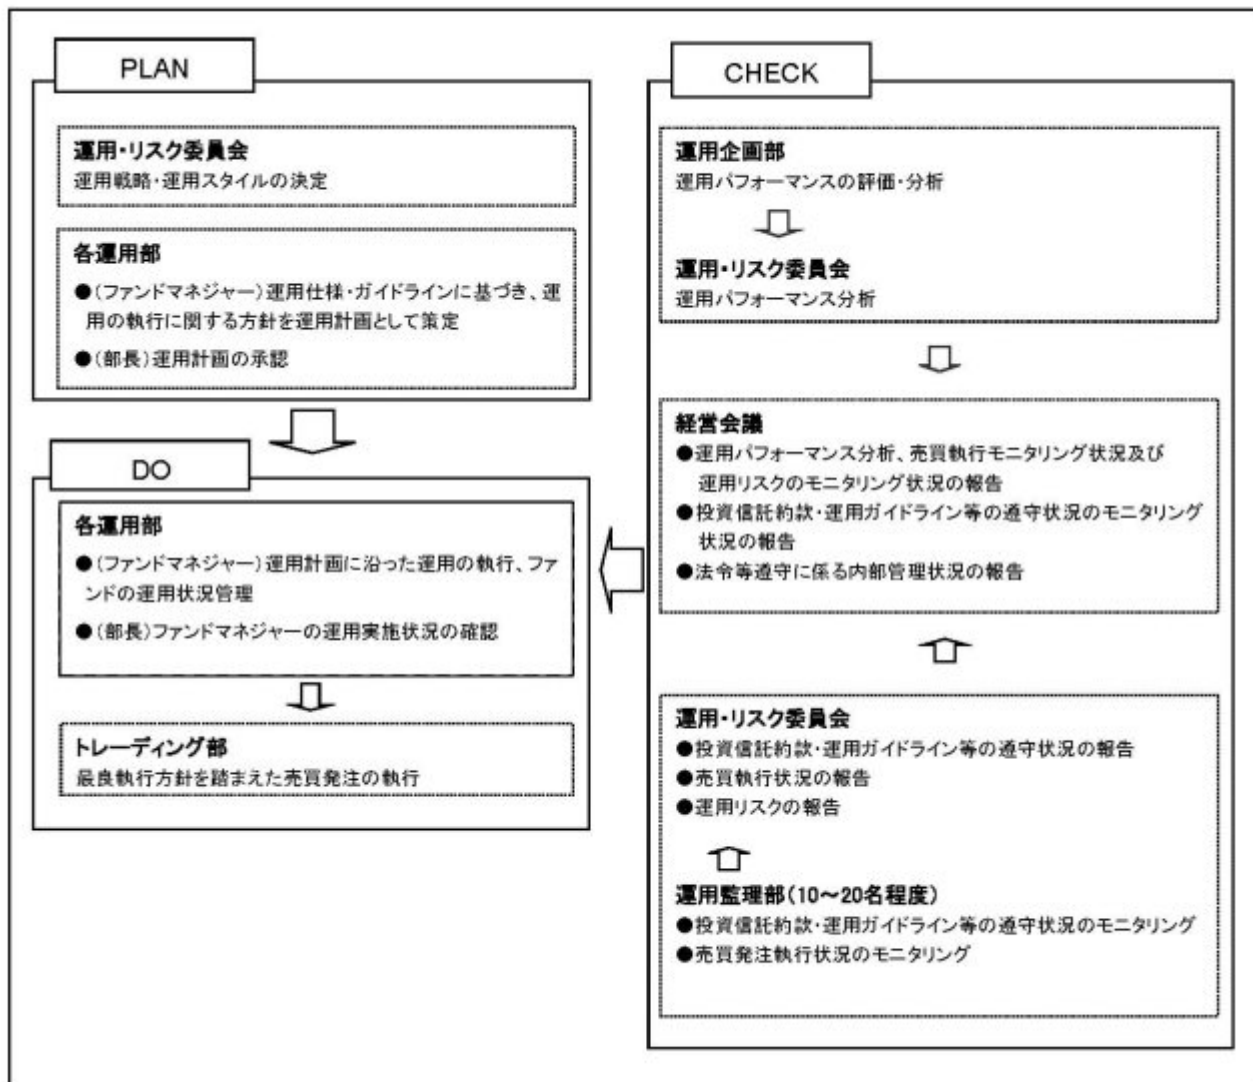 PLAN
運用・リスク委員会
運用戦略・運用スタイルの決定
各運用部
●(ファンドマネジャー)運用仕様・ガイドラインに基づき、運
用の執行に関する方針を運用計画として策定
●(部長)運用計画の承認
DO
各運用部
●(ファンドマネジャー)運用計画に沿った運用の執行、ファ
ンドの運用状況管理
●(部長)ファンドマネジャーの運用実施状況の確認
トレーディング部
最良執行方針を踏まえた売買発注の執行
CHECK
運用企画部
運用パフォーマンスの評価・分析
運用・リスク委員会
運用パフォーマンス分析
経営会議
●運用パフォーマンス分析、売買執行モニタリング状況及び
運用リスクのモニタリング状況の報告
●投資信託約款・運用ガイドライン等の遵守状況のモニタリング
状況の報告
●法令等遵守に係る内部管理状況の報告
運用・リスク委員会
●投資信託約款・運用ガイドライン等の遵守状況の報告
●売買執行状況の報告
●運用リスクの報告
運用監理部(10～20名程度)
●投資信託約款・運用ガイドライン等の遵守状況のモニタリング
●売買発注執行状況のモニタリング